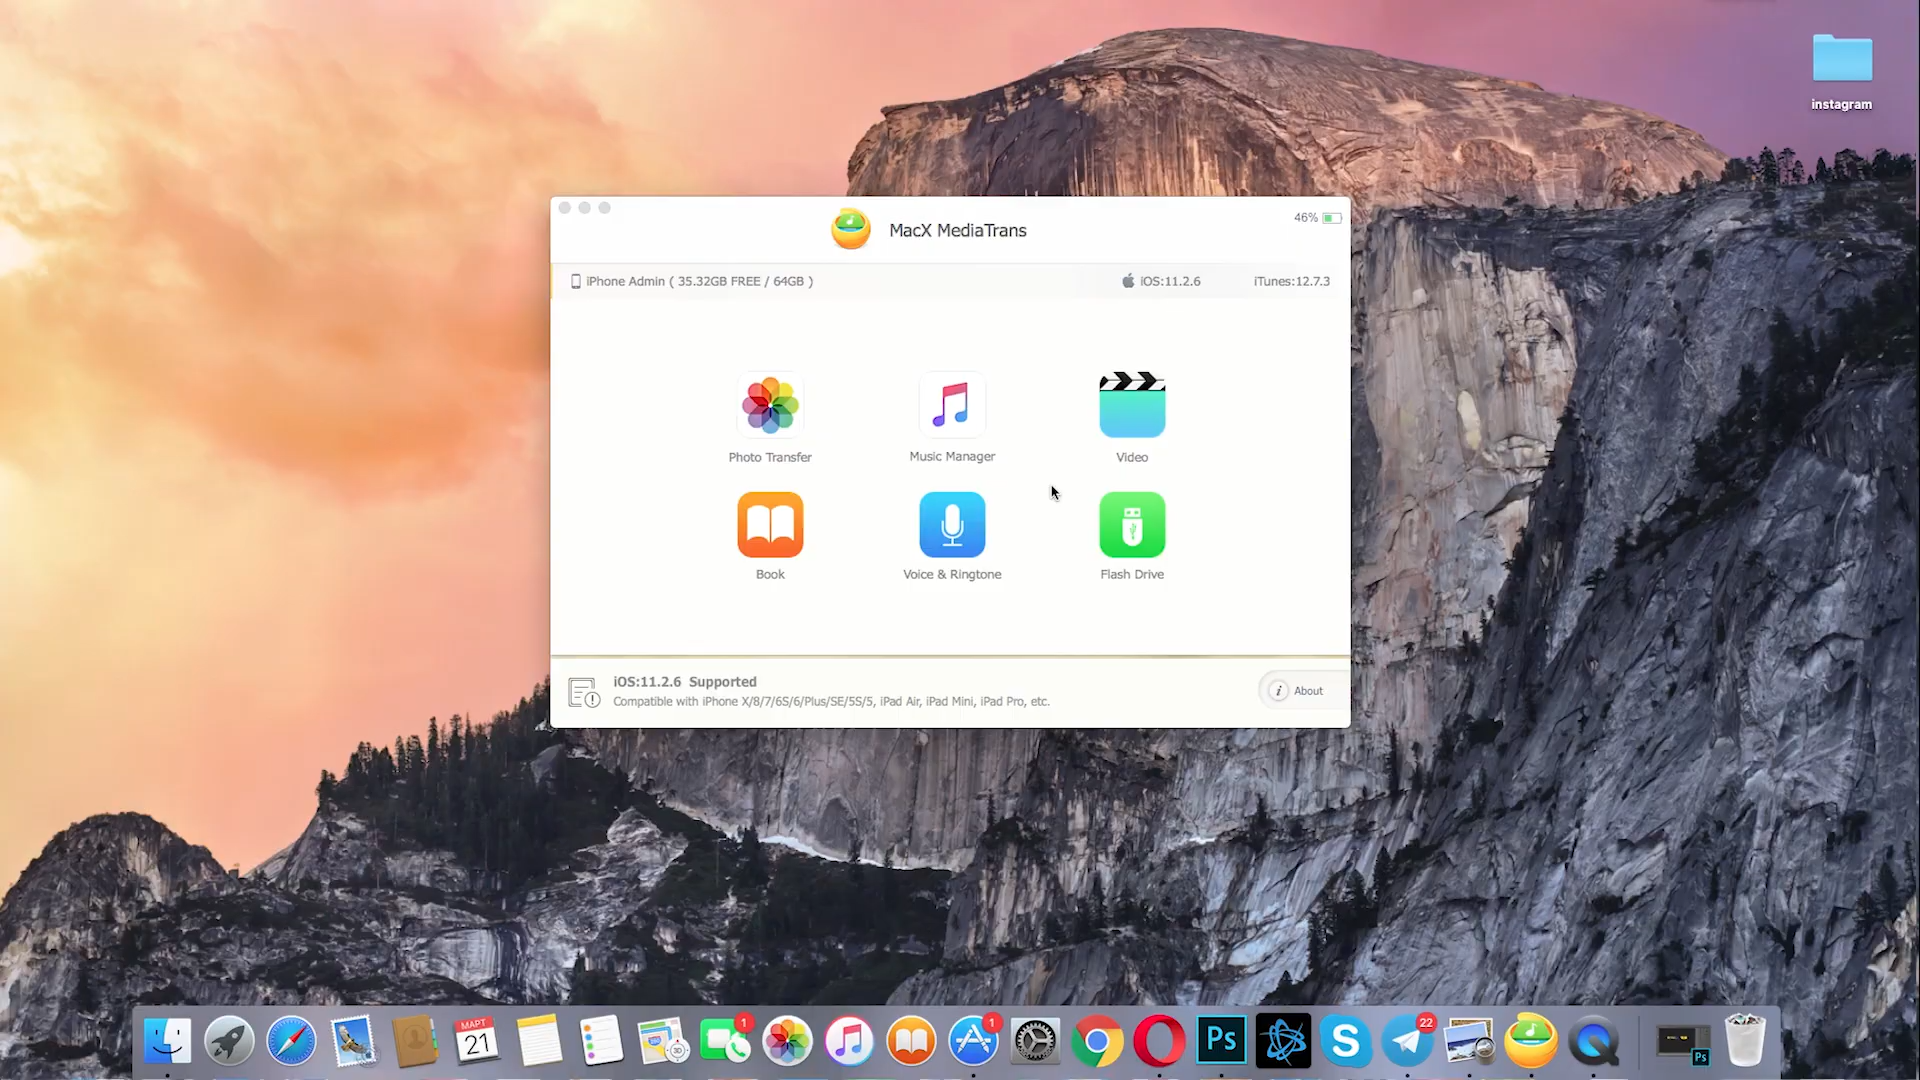 instagram
46%
MacX MediaTrans
iPhone Admin ( 35.32GB FREE / 64GB )
iOS:11.2.6
iTunes:12.7.3
Photo Transfer
Music Manager
Video
Book
Voice & Ringtone
Flash Drive
iOS:11.2.6 Supported
Compatible with iPhone X/8/7/6S/6/Plus/SE/5S/5, iPad Air, iPad Mini, iPad Pro, etc.
i About
МАРТ
21
280
3D
1
1
Ps
S
22
Ps